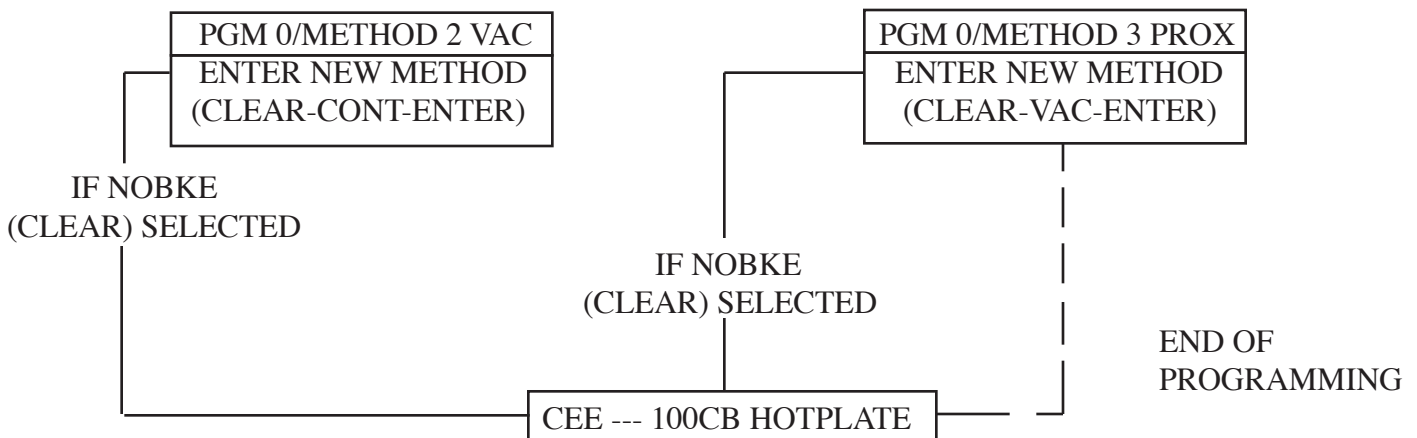 PGM 0/METHOD 2 VAC
ENTER NEW METHOD
(CLEAR-CONT-ENTER)
PGM 0/METHOD 3 PROX
ENTER NEW METHOD
(CLEAR-VAC-ENTER)
IF NOBKE
(CLEAR) SELECTED
IF NOBKE
(CLEAR) SELECTED
END OF
PROGRAMMING
CEE --- 100CB HOTPLATE